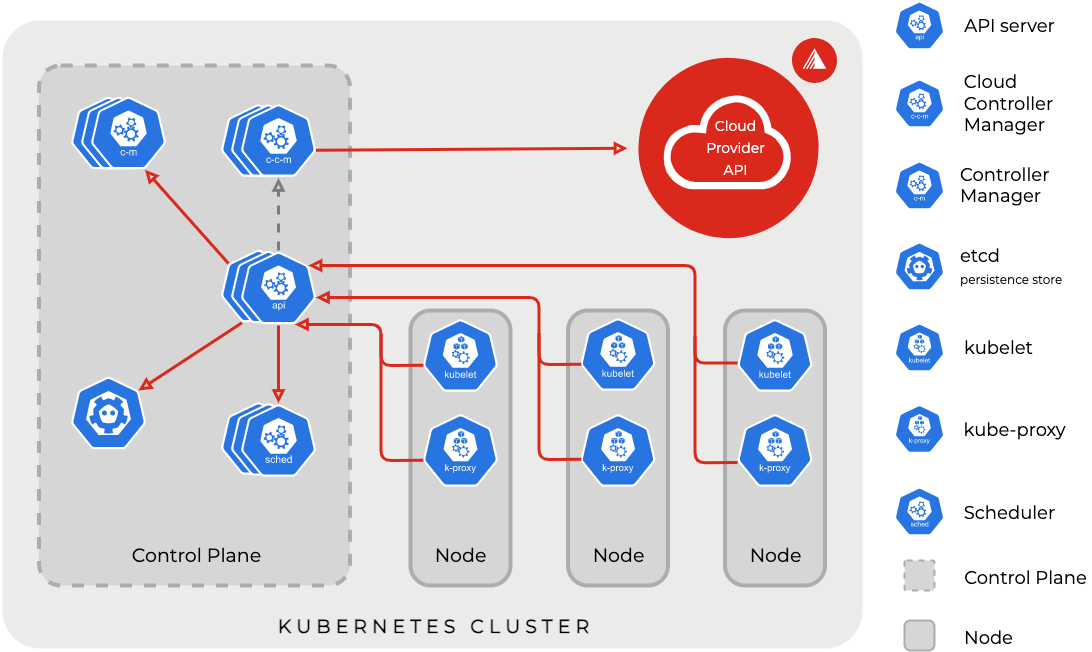 c-m
c-c-m
Cloud
Provider
API
api
sched
Control Plane
kubelet
k-proxy
Node
kubelet
k-proxy
Node
kubelet
k-proxy
Node
KUBERNETES CLUSTER
api
API server
c-c-m
Cloud
Controller
Manager
c-m
Controller
Manager
etcd
persistence store
kubelet
kubelet
k-proxy
kube-proxy
sched
Scheduler
Control Plane
Node